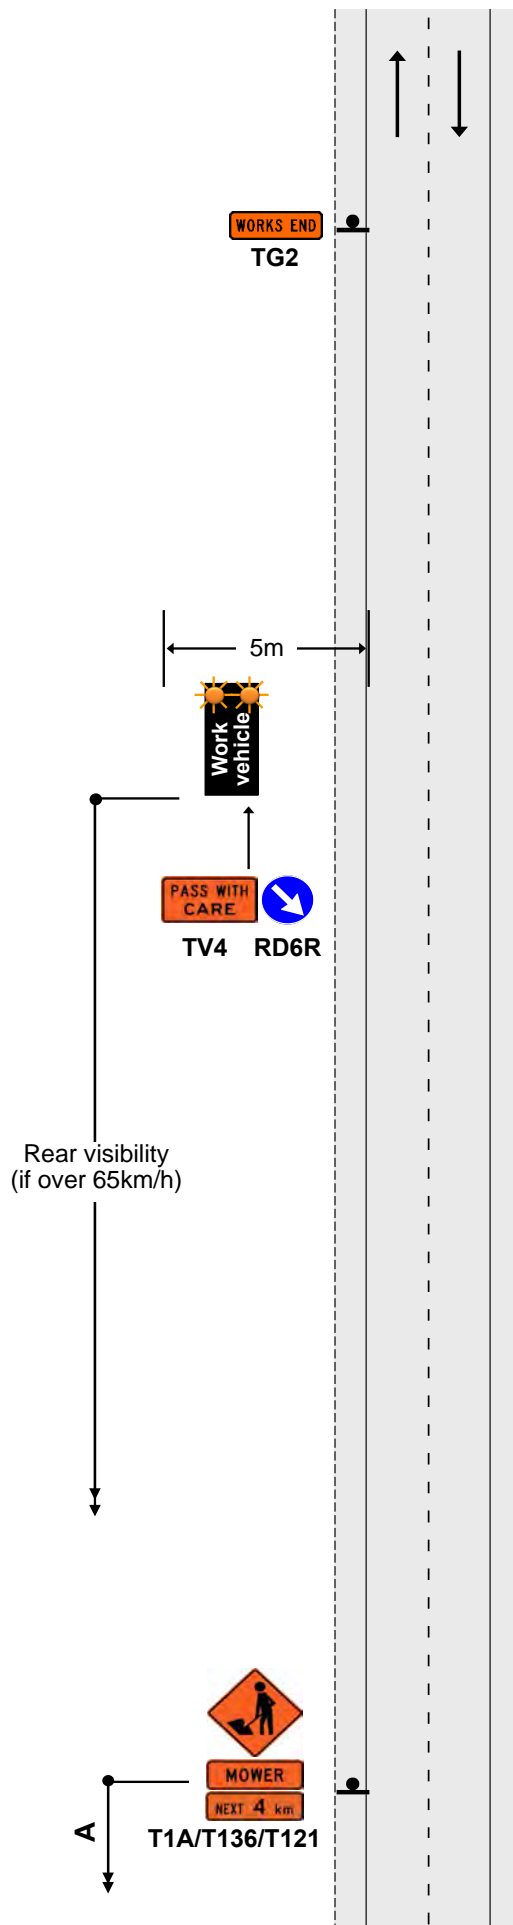 WORKS END
TG2
5m
Work
vehicle
PASS WITH
CARE
TV4 RD6R
Rear visibility
(if over 65km/h)
MOWER
NEXT 4 km
A
T1A/T136/T121